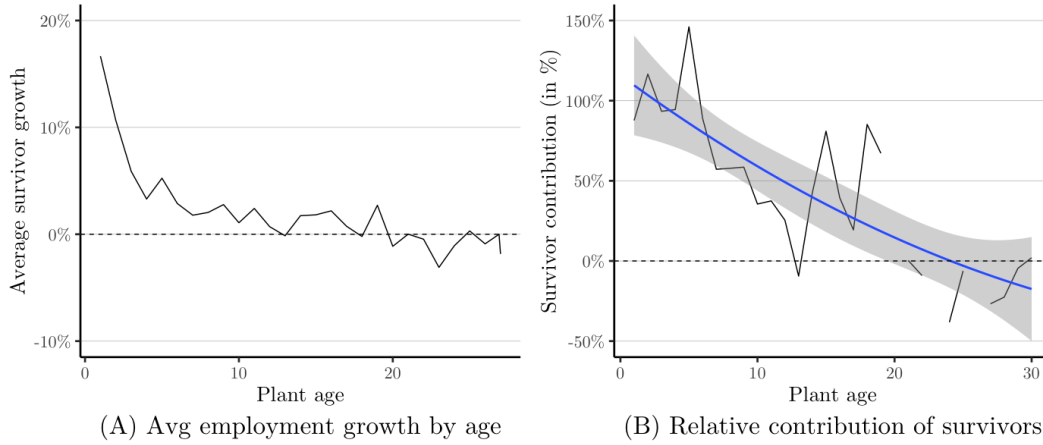 Average survivor growth
20%
10%
0%
-10%
0
10
20
Plant age
(A) Avg employment growth by age
Survivor contribution (in %)
150%
100%
50%
0%
-50%
0
10
20
30
Plant age
(B) Relative contribution of survivors